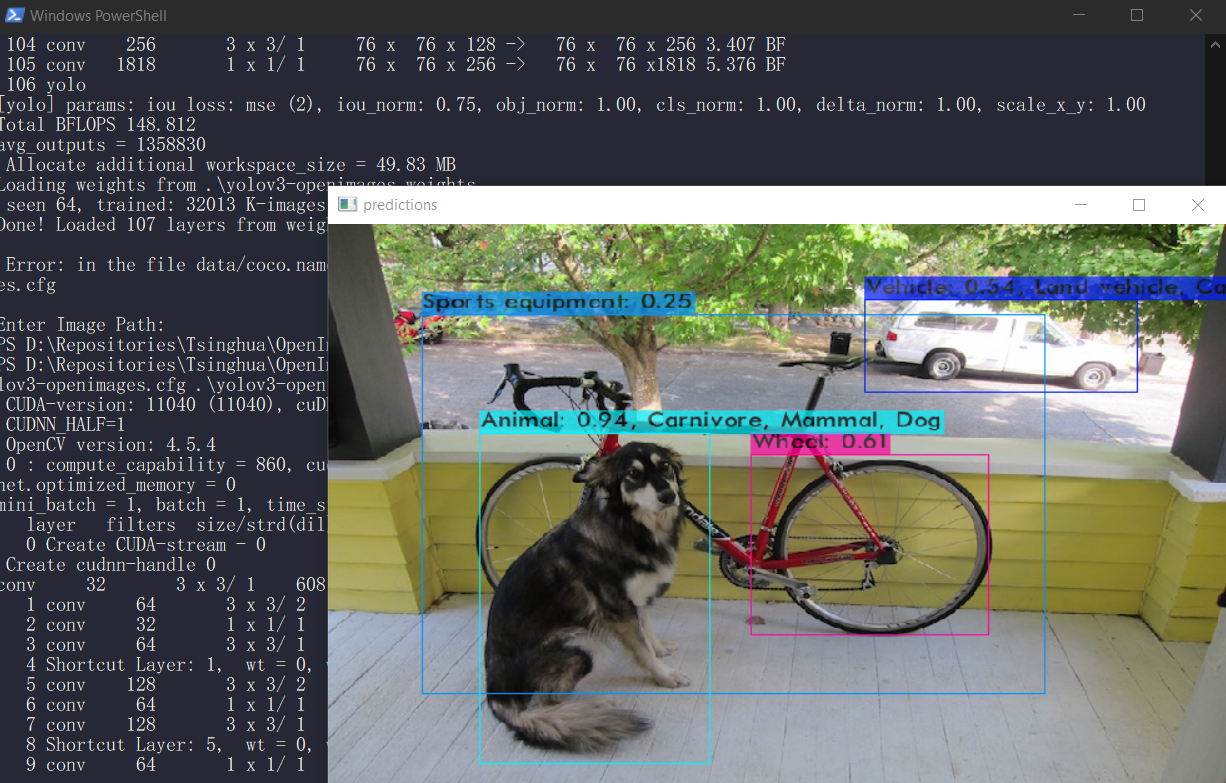 Windows PowerShell
104 conv 256 3 x 3/ 1 76 x 76 x 128 -> 76 x 76 x 256 3.407 BF
105 conv 1818 1 x 1/ 1 76 x 76 x 256 -> 76 x 76 x1818 5.376 BF
106 yolo
[yolo] params: iou loss: mse (2), iou_norm: 0.75, obj_norm: 1.00, cls_norm: 1.00, delta_norm: 1.00, scale_x_y: 1.00
Total BFLOPS 148.812
avg_outputs = 1358830
Allocate additional workspace_size = 49.83 MB
Loading weights from .\yolov3-openimages.weights
seen 64, trained: 32013 K-images
Done! Loaded 107 layers from weig
Error: in the file data/coco.nam
es.cfg
Enter Image Path:
PS D:\Repositories\Tsinghua\OpenI
PS D:\Repositories\Tsinghua\OpenI
lov3-openimages.cfg .\yolov3-open
CUDA-version: 11040 (11040), cuD
CUDNN_HALF=1
OpenCV version: 4.5.4
0 : compute_capability = 860, cu
net.optimized_memory = 0
mini_batch = 1, batch = 1, time_s
layer filters size/strd(dil
0 Create CUDA-stream - 0
Create cudnn-handle 0
conv 32 3 x 3/ 1 608
1 conv 64 3 x 3/ 2
2 conv 32 1 x 1/ 1
3 conv 64 3 x 3/ 1
4 Shortcut Layer: 1, wt = 0,
5 conv 128 3 x 3/ 2
6 conv 64 1 x 1/ 1
7 conv 128 3 x 3/ 1
8 Shortcut Layer: 5, wt = 0,
9 conv 64 1 x 1/ 1
predictions
Vehicle: 0.54, Land vehicle, Ca
Sports equipment: 0.25
Animal: 0.94, Carnivore, Mammal, Dog
Wheel: 0.61